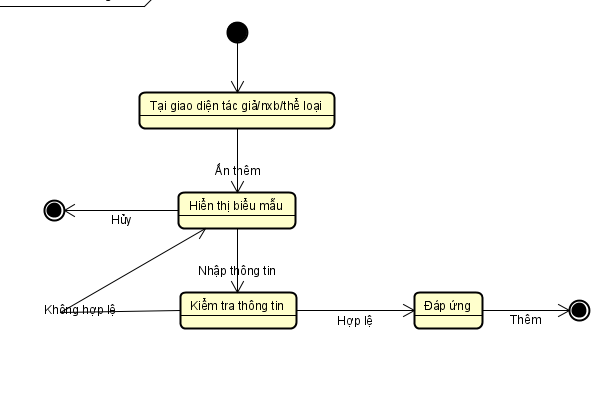 Tại giao diện tác giả/nxb/thể loại
Ấn thêm
Hiển thị biểu mẫu
Hủy
Nhập thông tin
Không hợp lệ
Kiểm tra thông tin
Hợp lệ
Đáp ứng
Thêm